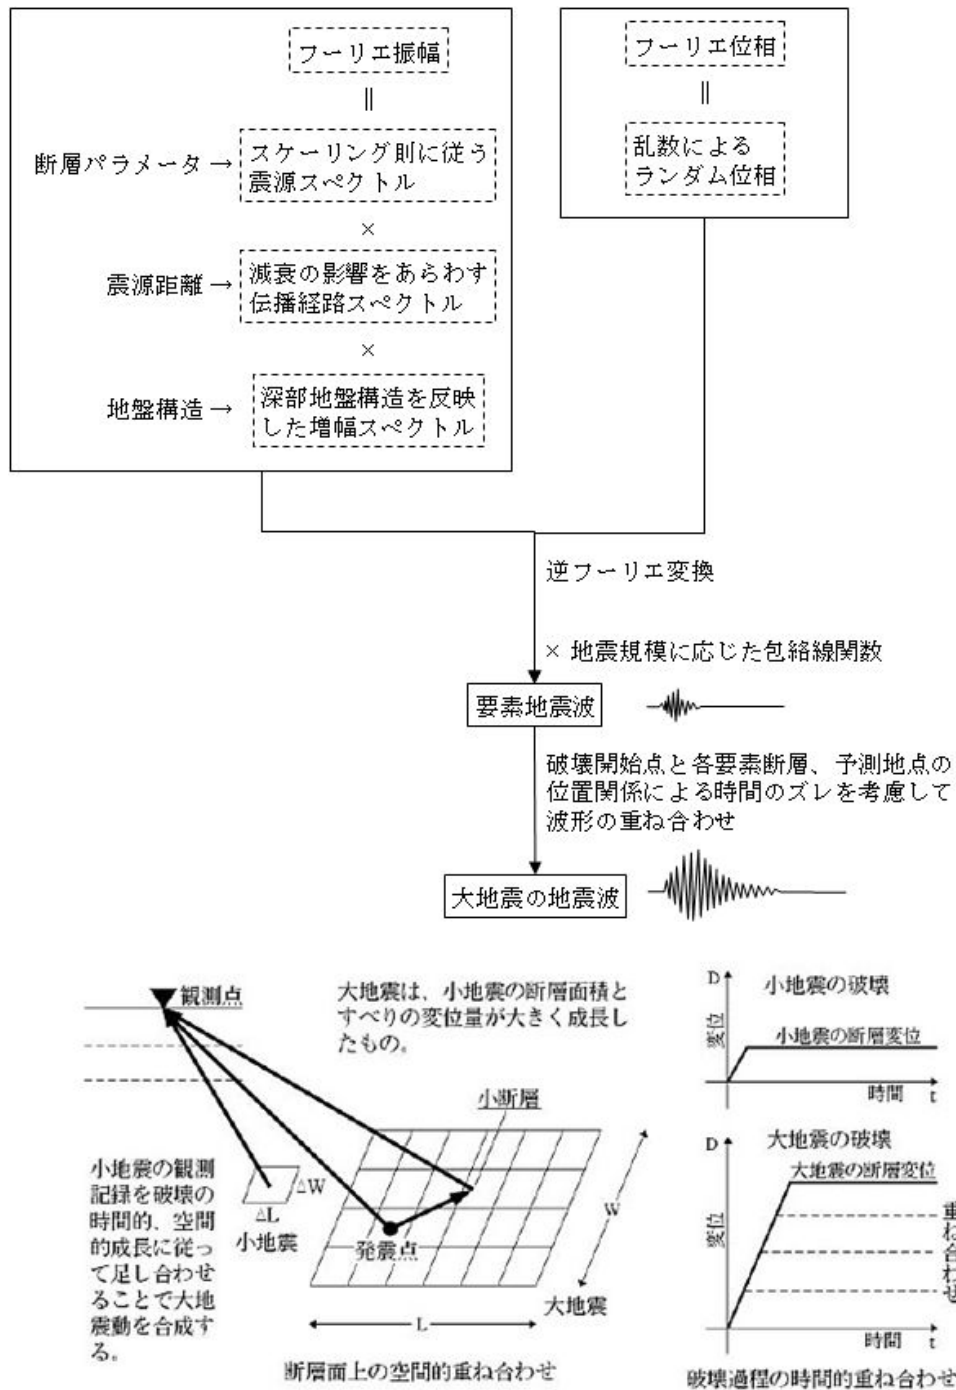 フーリエ振幅
∥
断層パラメータ→
スケーリング則に従う
震源スペクトル
×
震源距離→
減衰の影響をあらわす
伝播経路スペクトル
×
地盤構造→
深部地盤構造を反映
した増幅スペクトル
フーリエ位相
∥
乱数による
ランダム位相
逆フーリエ変換
× 地震規模に応じた包絡線関数
要素地震波
破壊開始点と各要素断層、予測地点の
位置関係による時間のズレを考慮して
波形の重ね合わせ
大地震の地震波
観測点
大地震は、小地震の断層面積と
すべりの変位量が大きく成長し
たもの。
小断層
小地震の観測
記録を破壊の
時間的、空間
的成長に従っ
て足し合わせ
ることで大地
震動を合成す
る。
ΔW
ΔL
小地震
発震点
W
大地震
L
断層面上の空間的重ね合わせ
D
小地震の破壊
変位
小地震の断層変位
時間 t
D
大地震の破壊
大地震の断層変位
変位
重ね合わせ
時間 t
破壊過程の時間的重ね合わせ